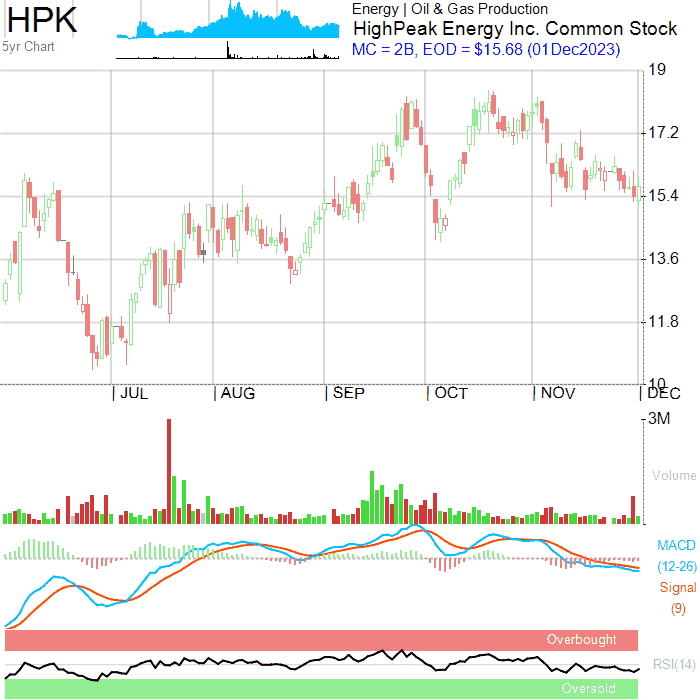 HPK
5yr Chart
Energy | Oil & Gas Production
HighPeak Energy Inc. Common Stock
MC = 2B, EOD = $15.68 (01Dec2023)
19
17.2
15.4
13.6
11.8
10
JUL AUG SEP OCT NOV DEC
3M
Volume
MACD
(12-26)
Signal
(9)
Overbought
RSI(14)
Oversold